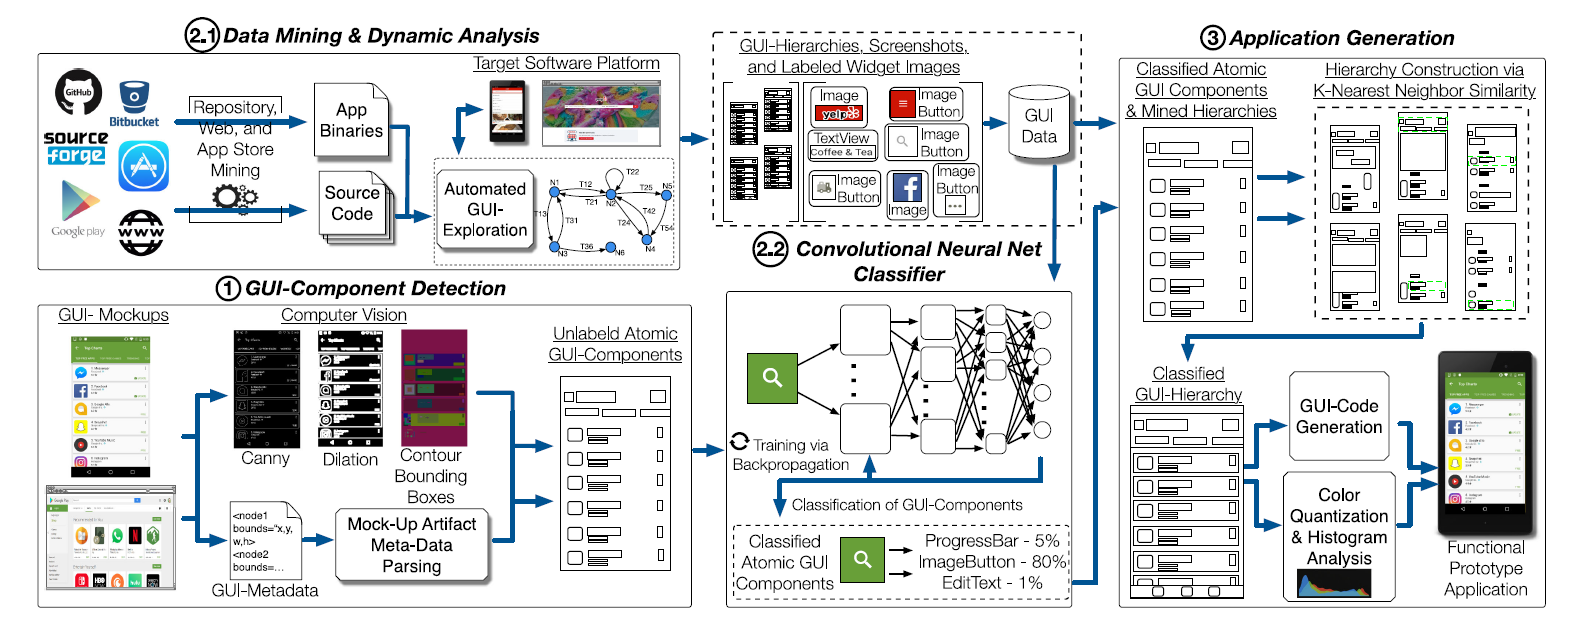 2.1 Data Mining & Dynamic Analysis
GitHub
Bitbucket
source
forge
Google play
WWW
Repository,
Web, and
App Store
Mining
App
Binaries
Source
Code
Target Software Platform
Automated
GUI-
Exploration
N1
T12
T22
T25
N5
T21
N2
T13
T31
T42
T24
T54
N3
T36
N6
N4
GUI-Hierarchies, Screenshots,
and Labeled Widget Images
Image
yelp
Image
Button
TextView
Coffee & Tea
Image
Button
Image
Button
Image
Image
Button
GUI
Data
1 GUI-Component Detection
GUI- Mockups
Computer Vision
Canny
Dilation
Contour
Bounding
Boxes
<node1
bounds="x,y,
w,h>
<node2
bounds=...
GUI-Metadata
Mock-Up Artifact
Meta-Data
Parsing
Unlabeld Atomic
GUI-Components
2.2 Convolutional Neural Net
Classifier
Training via
Backpropagation
Classification of GUI-Components
Classified
Atomic GUI
Components
ProgressBar - 5%
ImageButton - 80%
EditText - 1%
3 Application Generation
Classified Atomic
GUI Components
& Mined Hierarchies
Hierarchy Construction via
K-Nearest Neighbor Similarity
Classified
GUI-Hierarchy
GUI-Code
Generation
Color
Quantization
& Histogram
Analysis
Functional
Prototype
Application